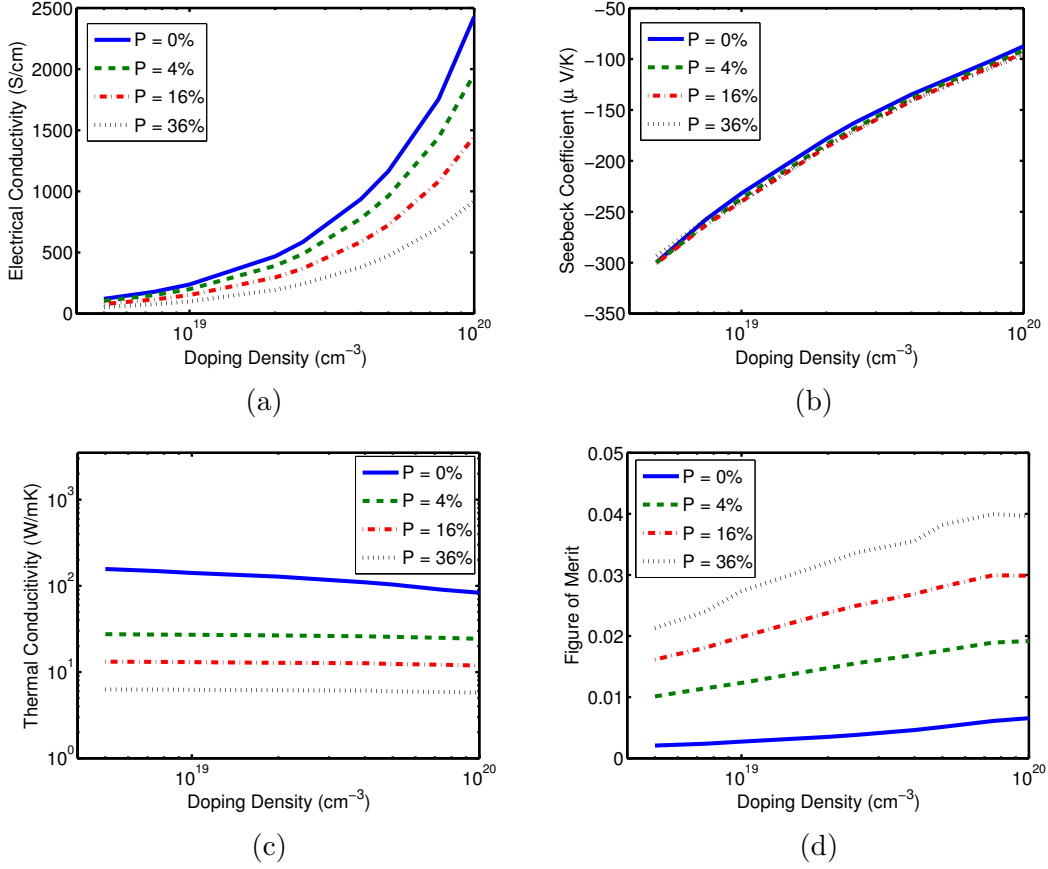 2500
2000
1500
1000
500
0
Electrical Conductivity (S/cm)
P = 0%
P = 4%
P = 16%
P = 36%
10^19
10^20
Doping Density (cm^−3)
(a)
−50
−100
−150
−200
−250
−300
−350
Seebeck Coefficient (μ V/K)
P = 0%
P = 4%
P = 16%
P = 36%
10^19
10^20
Doping Density (cm^−3)
(b)
10^3
10^2
10^1
10^0
Thermal Conductivity (W/mK)
P = 0%
P = 4%
P = 16%
P = 36%
10^19
10^20
Doping Density (cm^−3)
(c)
0.05
0.04
0.03
0.02
0.01
0
Figure of Merit
P = 0%
P = 4%
P = 16%
P = 36%
10^19
10^20
Doping Density (cm^−3)
(d)